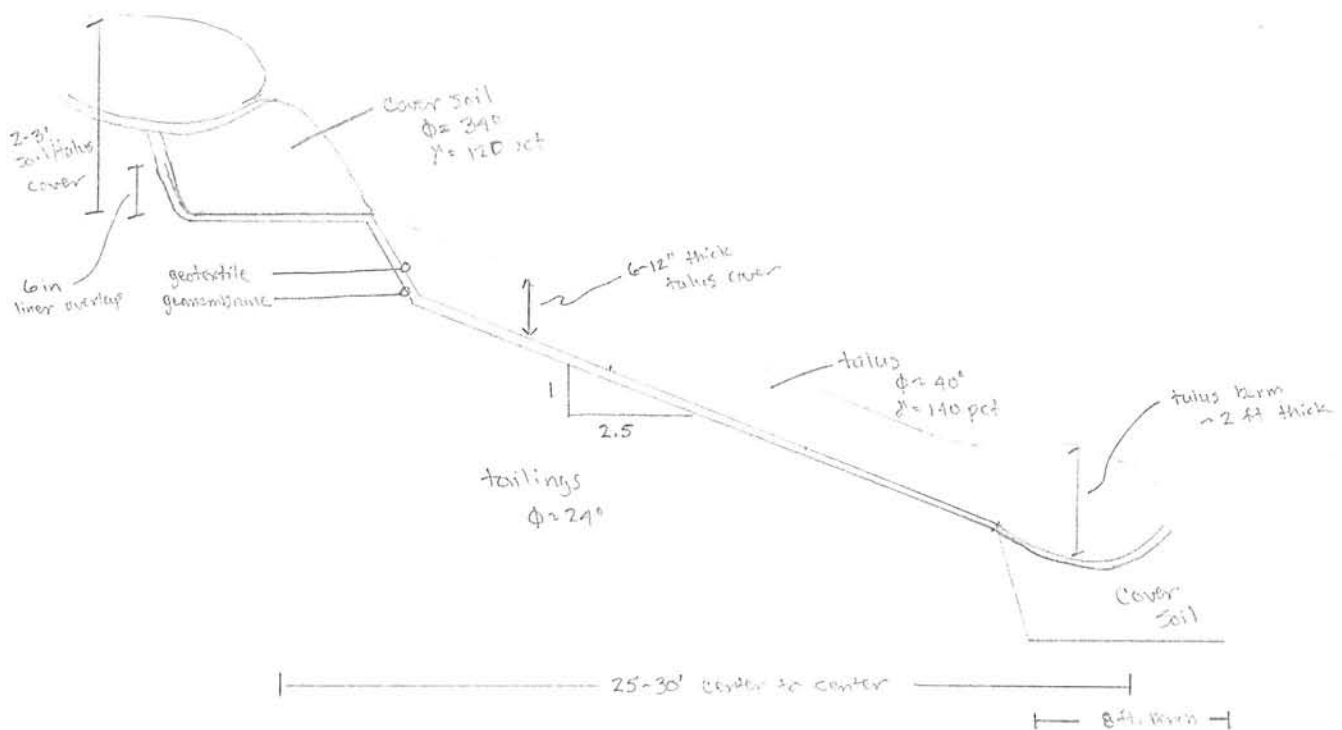 cover soil
ϕ= 34°
γ= 120 pcf
2-3'
soil/talus
cover
6 in
liner overlap
geotextile
geomembrane
6-12" thick
talus cover
1
2.5
talus
ϕ≈40°
γ=140 pcf
talus berm
~2 ft thick
tailings
ϕ≈24°
Cover
Soil
25-30' center to center
8 ft. berm